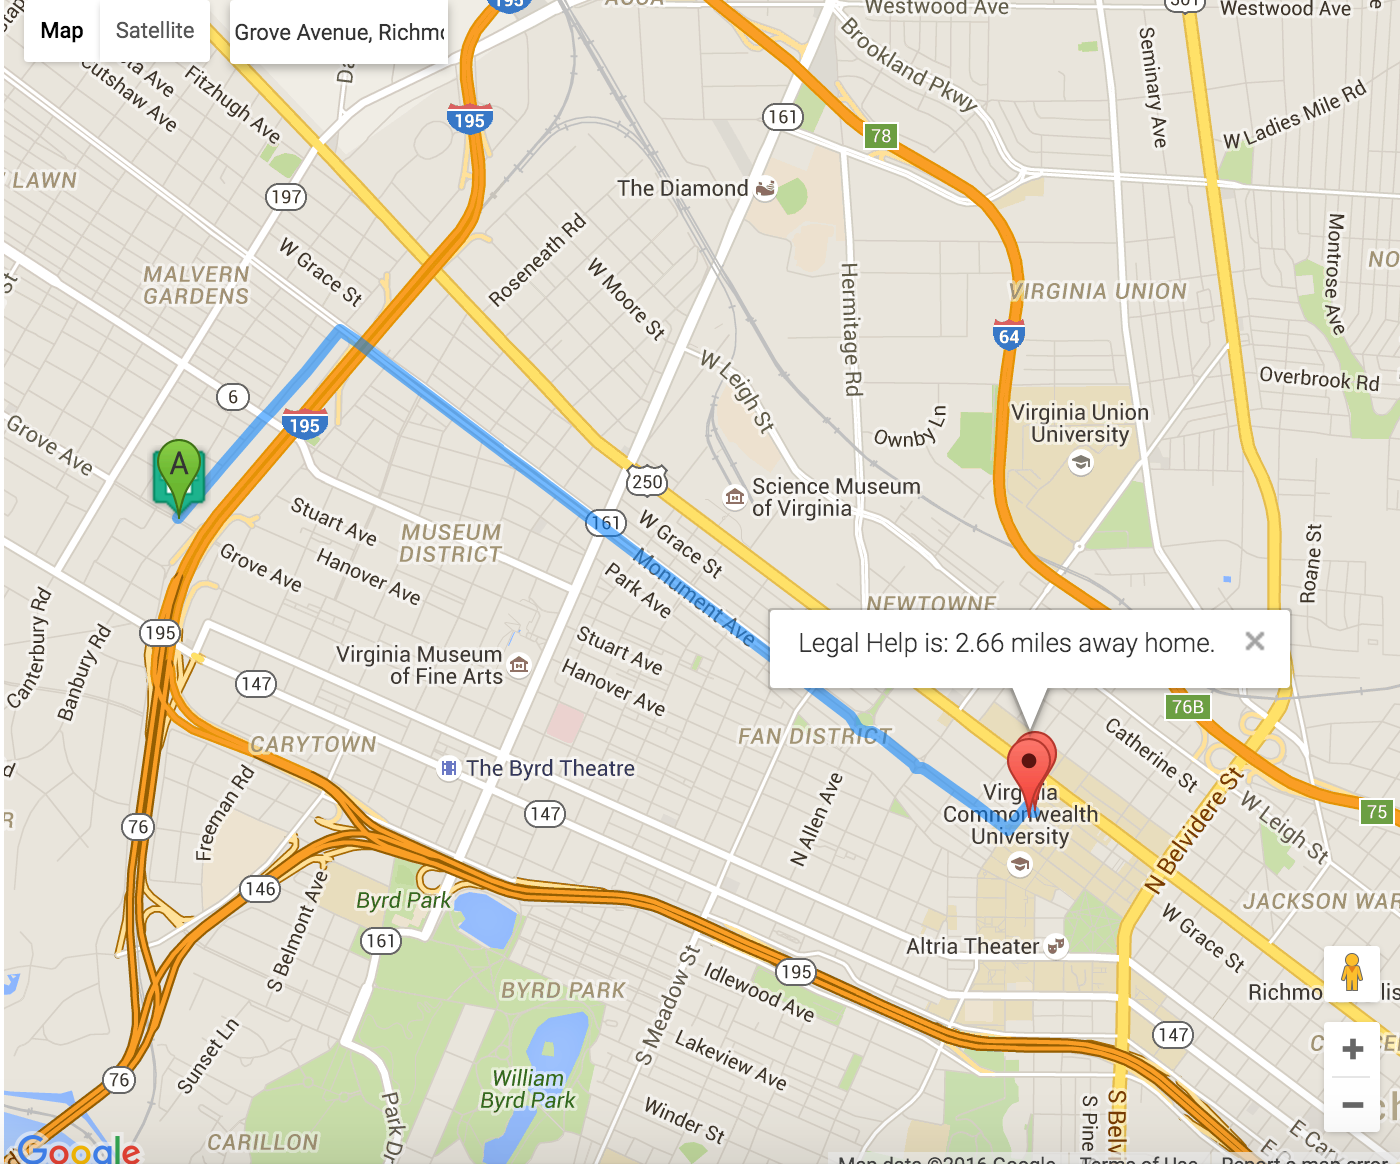 195
ACCA
Westwood Ave
301
Westwood Ave
Map
Satellite
Grove Avenue, Richm
Brookland Pkwy
Seminary Ave
Cutshaw Ave
Fitzhugh Ave
W Ladies Mile Rd
195
161
78
LAWN
197
The Diamond
Montrose Ave
MALVERN
GARDENS
W Grace St
Roseneath Rd
W Moore St
Hermitage Rd
VIRGINIA UNION
NO
64
W Leigh St
Overbrook Rd
6
195
Grove Ave
A
Ownby Ln
Virginia Union
University
250
Science Museum
of Virginia
Stuart Ave
MUSEUM
DISTRICT
161
W Grace St
Monument Ave
Park Ave
Roane St
Grove Ave
Hanover Ave
Canterbury Rd
Banbury Rd
195
NEWTOWNE
Stuart Ave
Hanover Ave
Legal Help is: 2.66 miles away home.
Virginia Museum
of Fine Arts
147
76B
CARYTOWN
FAN DISTRICT
Catherine St
The Byrd Theatre
Virginia
Commonwealth
University
N Belvidere St
W Leigh St
75
Freeman Rd
76
147
N Allen Ave
146
S Belmont Ave
Byrd Park
161
JACKSON WAR
W Grace St
Altria Theater
BYRD PARK
S Meadow St
Idlewood Ave
195
Richmo
lis
147
Sunset Ln
Lakeview Ave
76
William
Byrd Park
Winder St
Park Dr
S Pine
S Belv
E Cary
CARILLON
Google
Map data ©2016 Google
Terms of Use
Report a map error